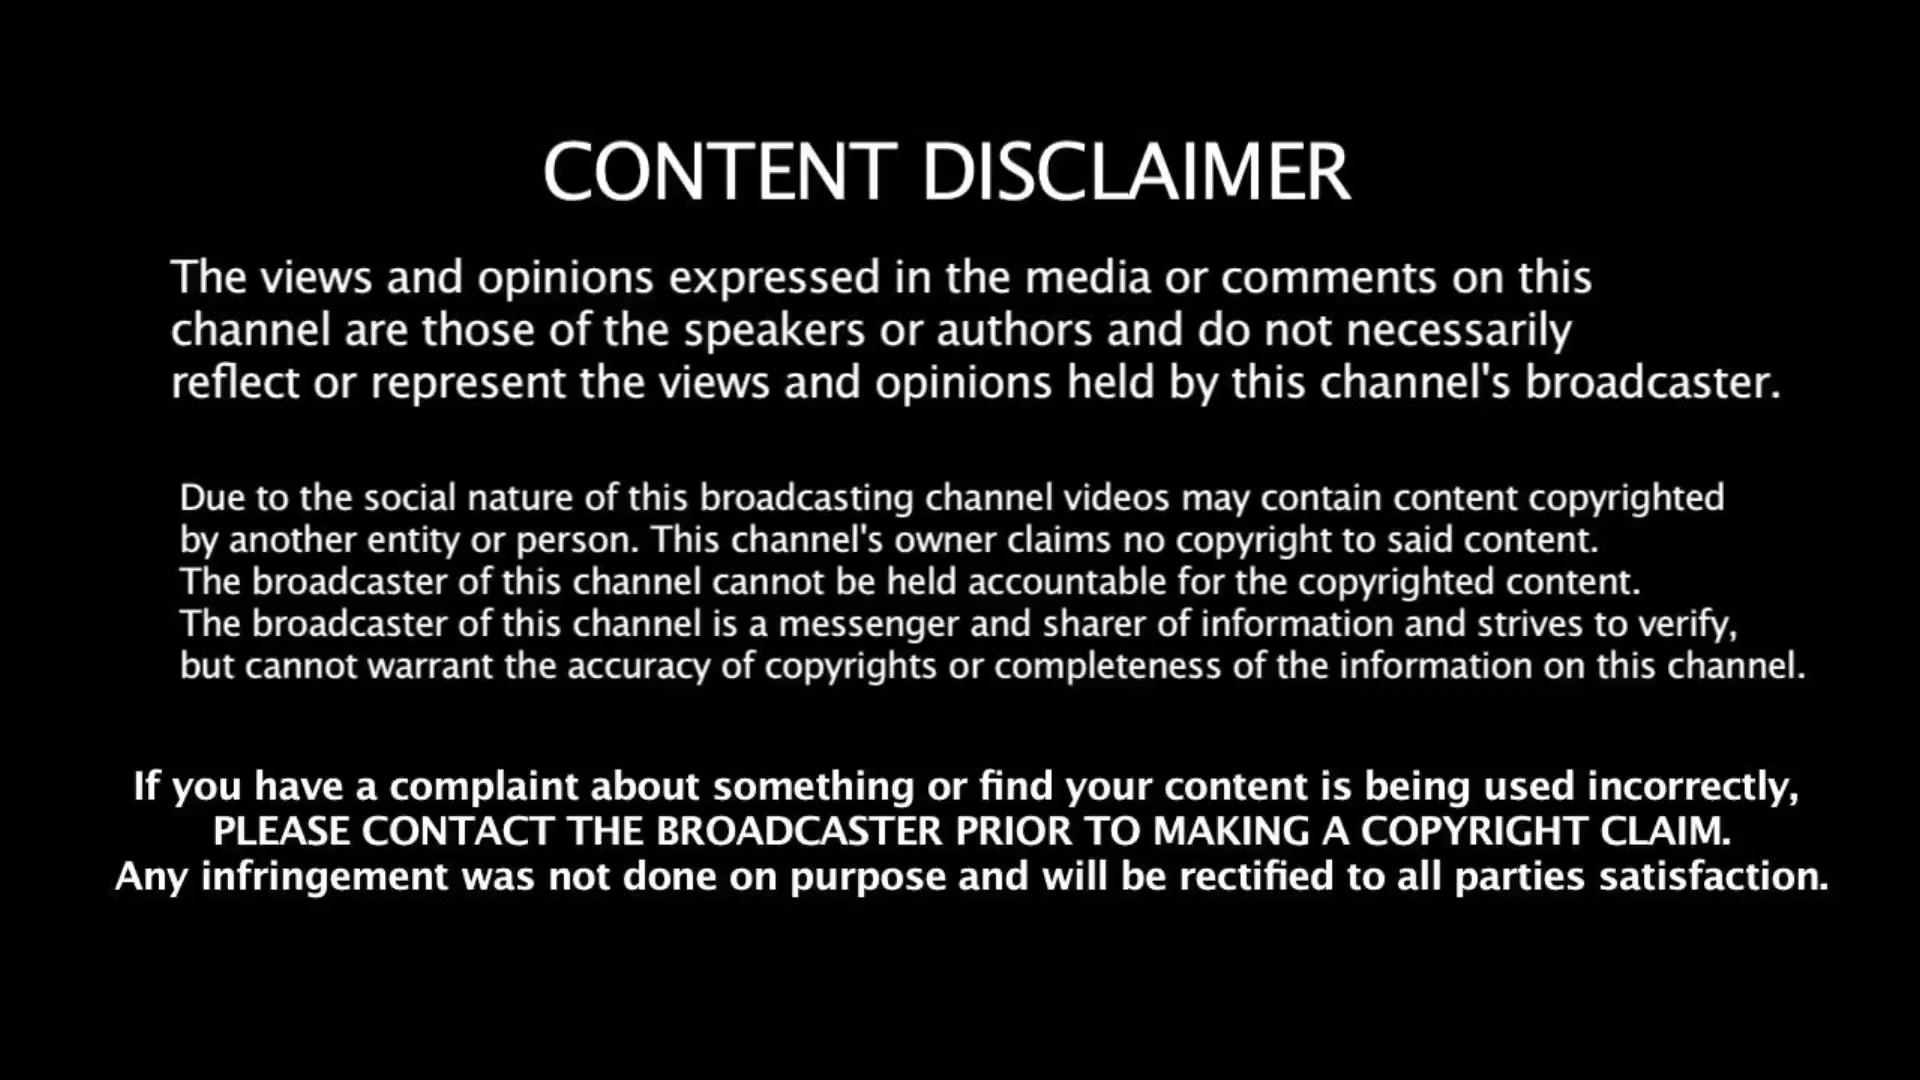 CONTENT DISCLAIMER
The views and opinions expressed in the media or comments on this
channel are those of the speakers or authors and do not necessarily
reflect or represent the views and opinions held by this channel's broadcaster.
Due to the social nature of this broadcasting channel videos may contain content copyrighted
by another entity or person. This channel's owner claims no copyright to said content.
The broadcaster of this channel cannot be held accountable for the copyrighted content.
The broadcaster of this channel is a messenger and sharer of information and strives to verify,
but cannot warrant the accuracy of copyrights or completeness of the information on this channel.
If you have a complaint about something or find your content is being used incorrectly,
PLEASE CONTACT THE BROADCASTER PRIOR TO MAKING A COPYRIGHT CLAIM.
Any infringement was not done on purpose and will be rectified to all parties satisfaction.